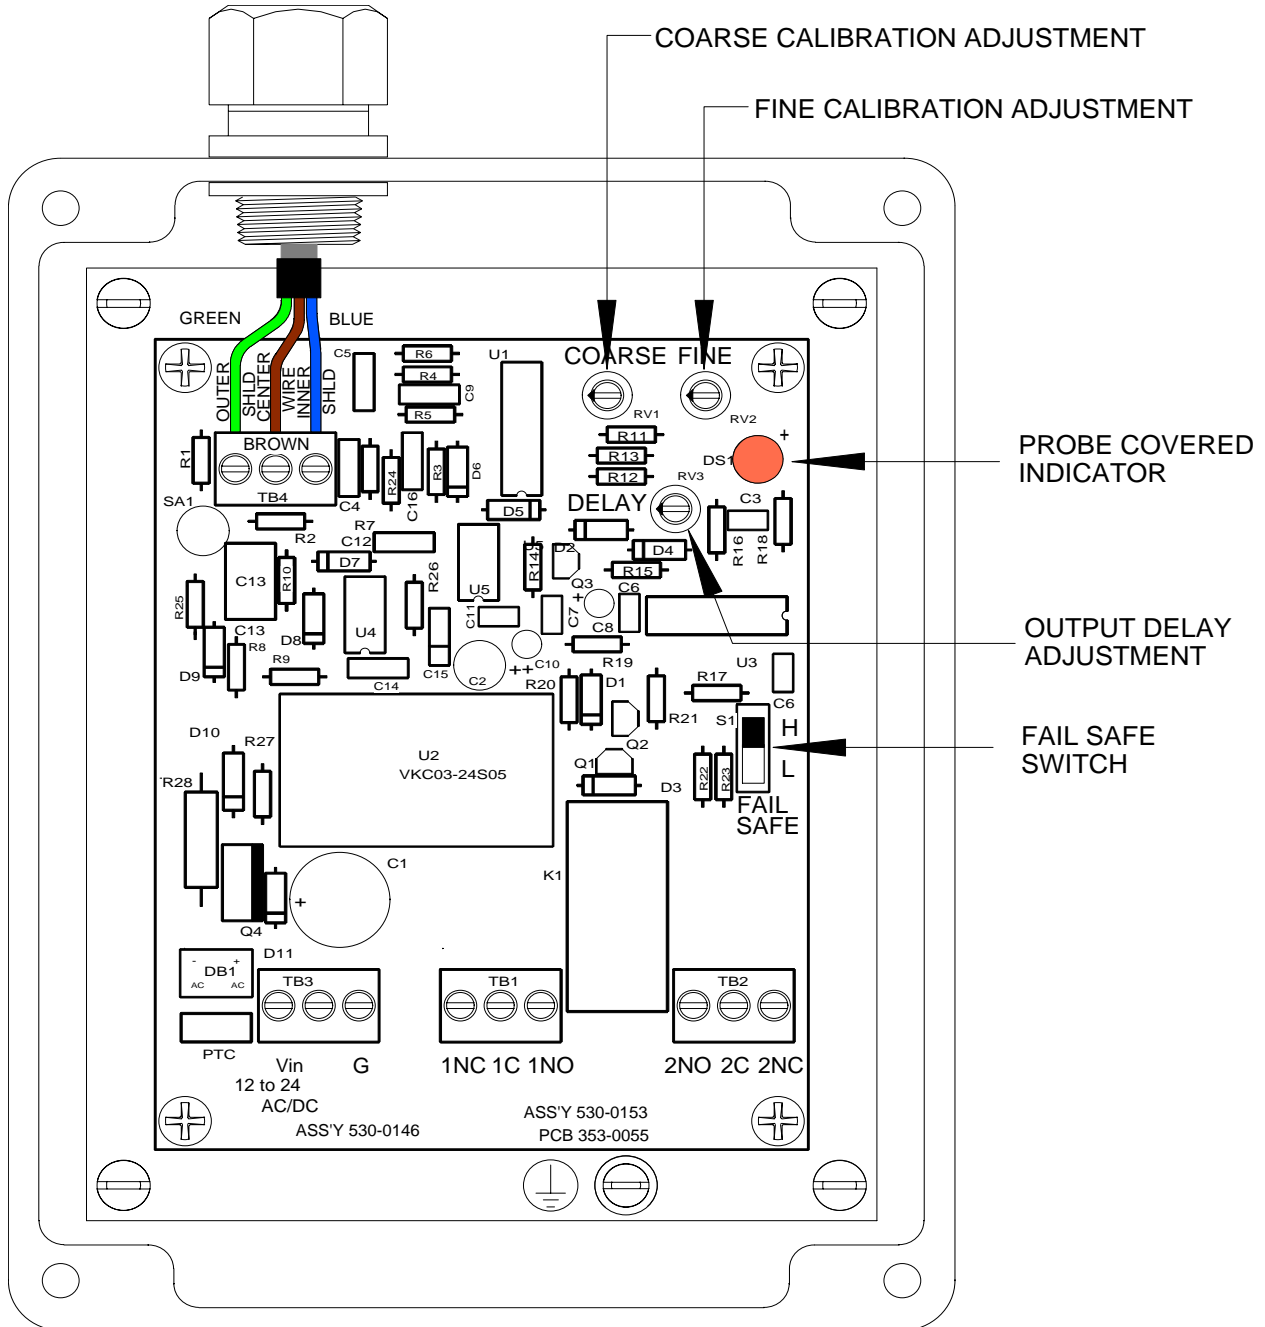 COARSE CALIBRATION ADJUSTMENT
FINE CALIBRATION ADJUSTMENT
GREEN
BLUE
OUTER
SHLD
CENTER
WIRE
INNER
SHLD
C5
R6
R4
C9
R5
U1
COARSE FINE
RV1
RV2
R11
R13
R12
DS1
+
PROBE COVERED
INDICATOR
R1
BROWN
TB4
C4
R24
C16
R3
D6
SA1
R2
R7
C12
D5
DELAY
RV3
C3
R16
R18
C13
R10
D7
R26
U5
U5
R14
D2
D4
R15
Q3
+
C6
R25
C13
D8
U4
C11
C7
C8
OUTPUT DELAY
ADJUSTMENT
D9
R8
R9
C14
C15
C2
++
C10
R19
R20
D1
R21
R17
U3
C6
S1
H
L
FAIL
SAFE
FAIL SAFE
SWITCH
D10
R27
R28
U2
VKC03-24S05
Q2
Q1
D3
R22
R23
C1
+
K1
Q4
D11
- +
DB1
AC AC
PTC
TB3
TB1
TB2
Vin
G
12 to 24
AC/DC
1NC 1C 1NO
2NO 2C 2NC
ASS'Y 530-0146
ASS'Y 530-0153
PCB 353-0055